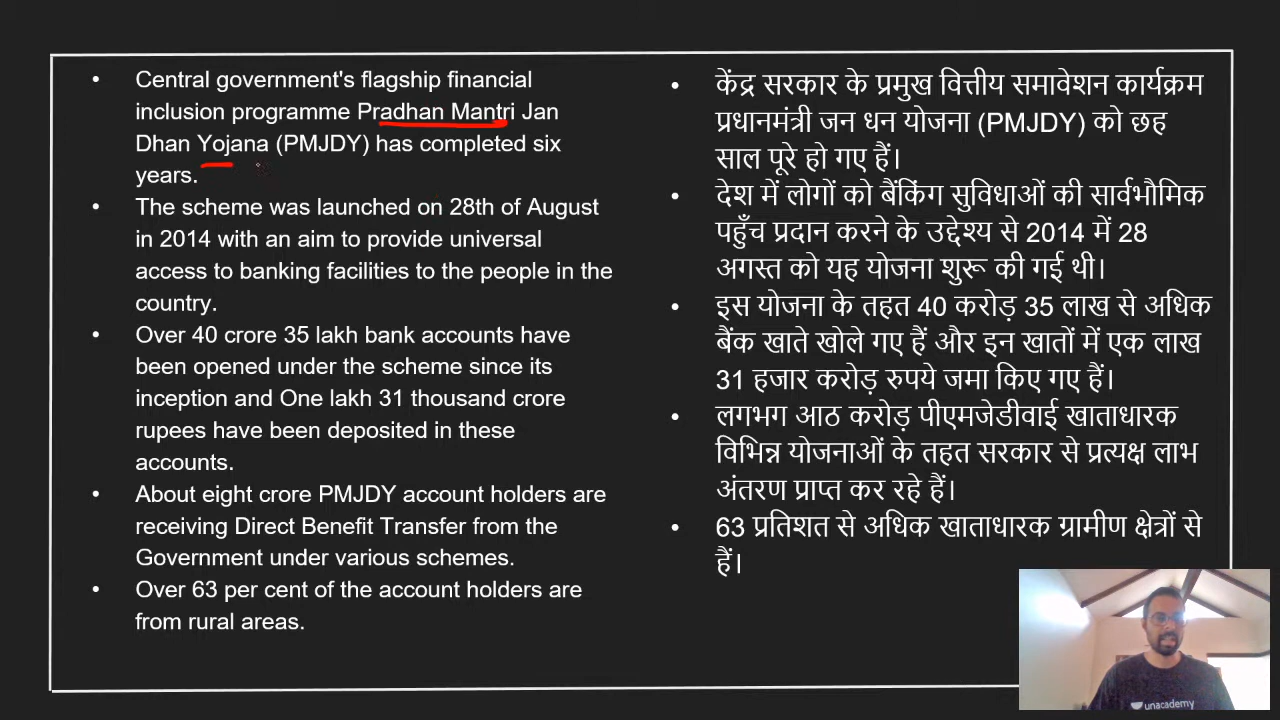 • Central government's flagship financial
inclusion programme Pradhan Mantri Jan
Dhan Yojana (PMJDY) has completed six
years.
• The scheme was launched on 28th of August
in 2014 with an aim to provide universal
access to banking facilities to the people in the
country.
• Over 40 crore 35 lakh bank accounts have
been opened under the scheme since its
inception and One lakh 31 thousand crore
rupees have been deposited in these
accounts.
• About eight crore PMJDY account holders are
receiving Direct Benefit Transfer from the
Government under various schemes.
• Over 63 per cent of the account holders are
from rural areas.
• केंद्र सरकार के प्रमुख वित्तीय समावेशन कार्यक्रम
प्रधानमंत्री जन धन योजना (PMJDY) को छह
साल पूरे हो गए हैं।
• देश में लोगों को बैंकिंग सुविधाओं की सार्वभौमिक
पहुँच प्रदान करने के उद्देश्य से 2014 में 28
अगस्त को यह योजना शुरू की गई थी।
• इस योजना के तहत 40 करोड़ 35 लाख से अधिक
बैंक खाते खोले गए हैं और इन खातों में एक लाख
31 हजार करोड़ रुपये जमा किए गए हैं।
• लगभग आठ करोड़ पीएमजेडीवाई खाताधारक
विभिन्न योजनाओं के तहत सरकार से प्रत्यक्ष लाभ
अंतरण प्राप्त कर रहे हैं।
• 63 प्रतिशत से अधिक खाताधारक ग्रामीण क्षेत्रों से
हैं।
unacademy